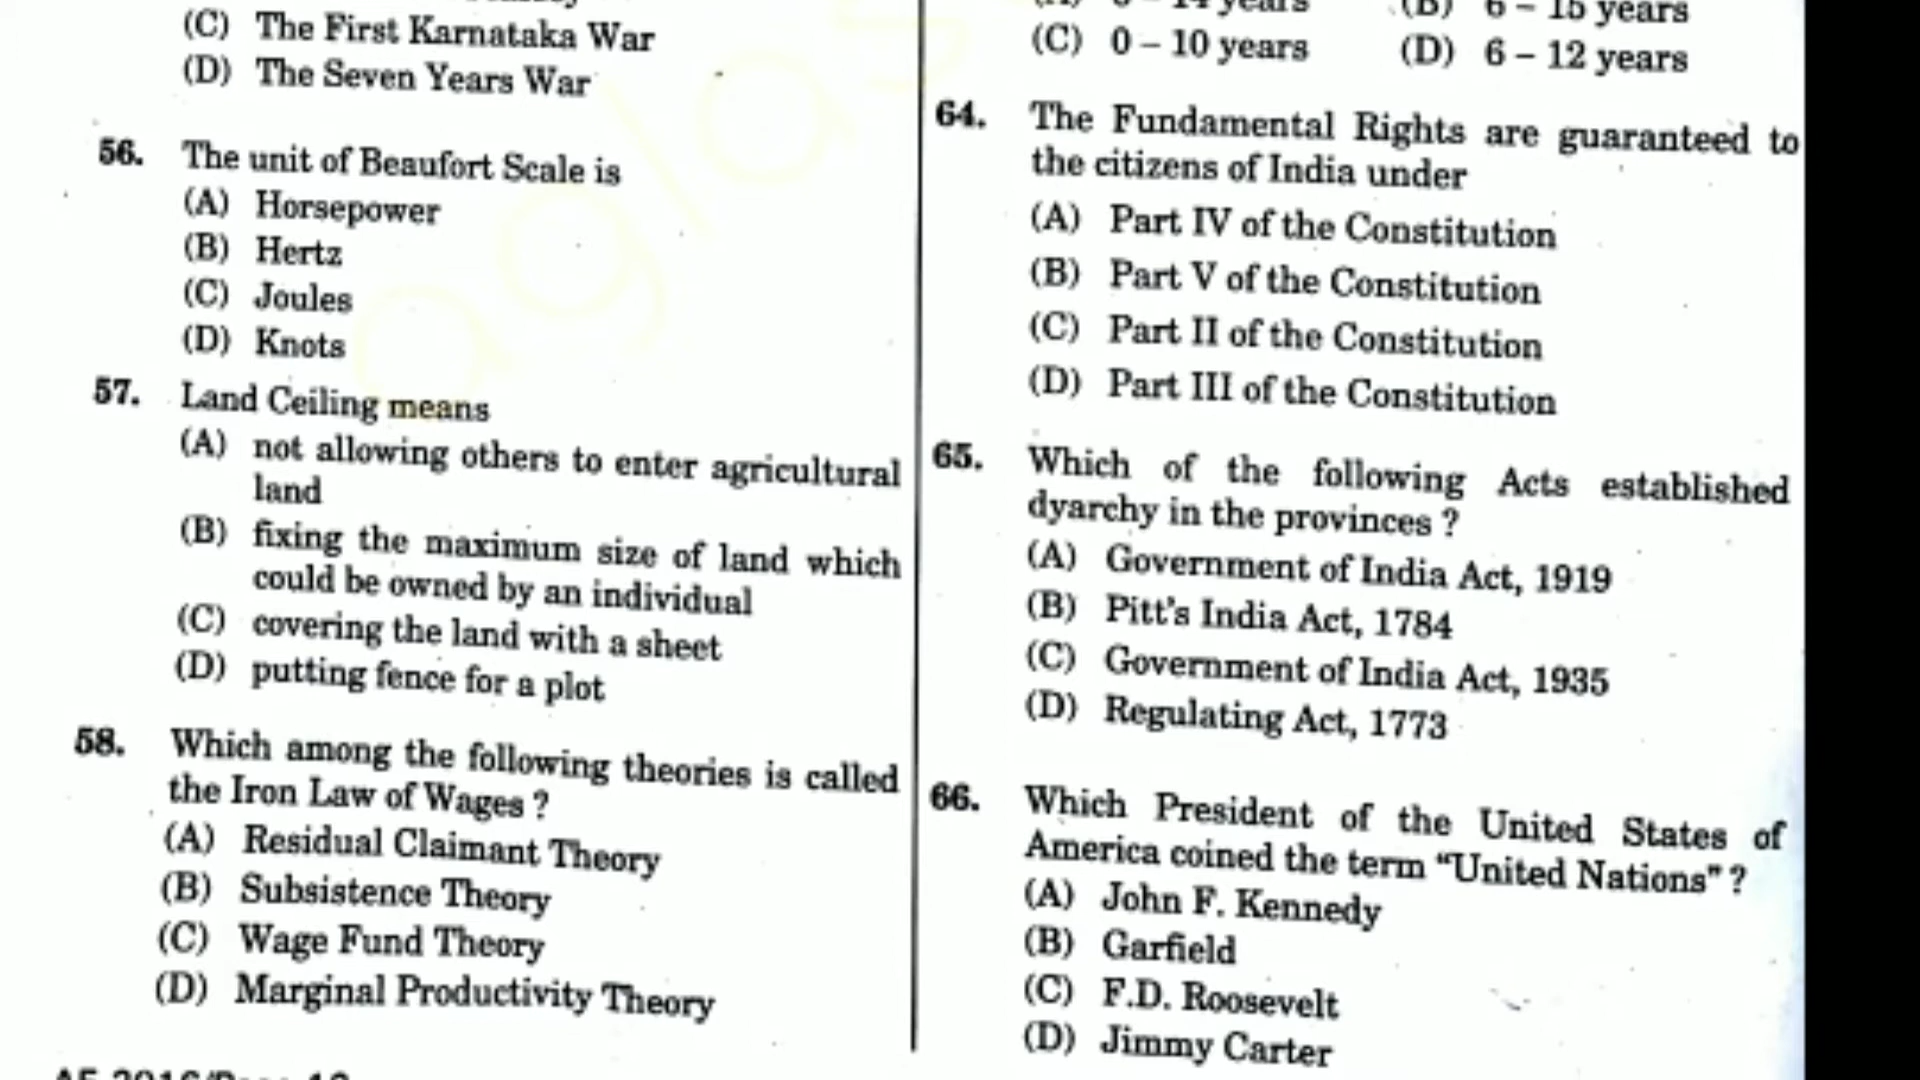 (C) The First Karnataka War
(D) The Seven Years War
56. The unit of Beaufort Scale is
(A) Horsepower
(B) Hertz
(C) Joules
(D) Knots
57. Land Ceiling means
(A) not allowing others to enter agricultural
land
(B) fixing the maximum size of land which
could be owned by an individual
(C) covering the land with a sheet
(D) putting fence for a plot
58. Which among the following theories is called
the Iron Law of Wages ?
(A) Residual Claimant Theory
(B) Subsistence Theory
(C) Wage Fund Theory
(D) Marginal Productivity Theory
(B) 6 – 15 years
(C) 0 – 10 years (D) 6 – 12 years
64. The Fundamental Rights are guaranteed to
the citizens of India under
(A) Part IV of the Constitution
(B) Part V of the Constitution
(C) Part II of the Constitution
(D) Part III of the Constitution
65. Which of the following Acts established
dyarchy in the provinces ?
(A) Government of India Act, 1919
(B) Pitt's India Act, 1784
(C) Government of India Act, 1935
(D) Regulating Act, 1773
66. Which President of the United States of
America coined the term "United Nations" ?
(A) John F. Kennedy
(B) Garfield
(C) F.D. Roosevelt
(D) Jimmy Carter